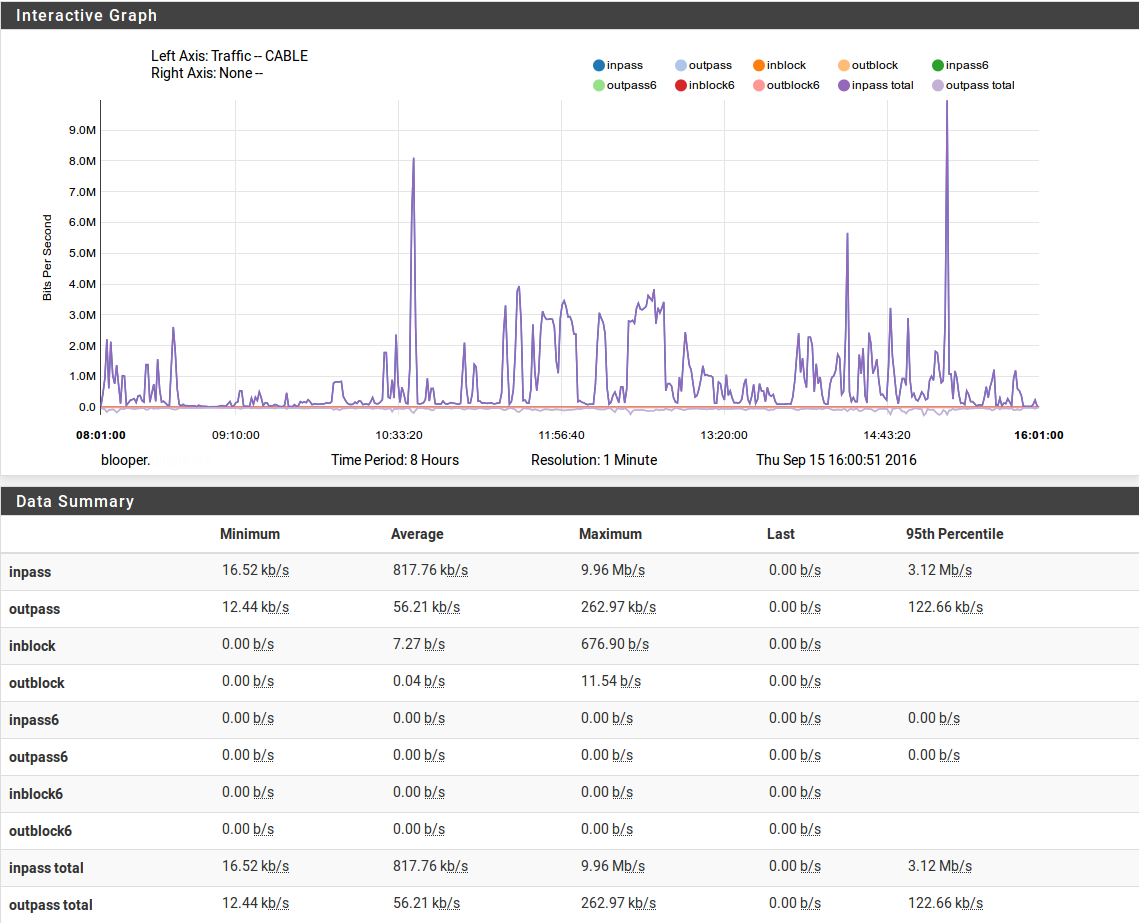 Interactive Graph
Left Axis: Traffic -- CABLE
Right Axis: None --
inpass outpass inblock outblock inpass6
outpass6 inblock6 outblock6 inpass total outpass total
9.0M
8.0M
7.0M
6.0M
5.0M
4.0M
3.0M
2.0M
1.0M
0.0
Bits Per Second
08:01:00 09:10:00 10:33:20 11:56:40 13:20:00 14:43:20 16:01:00
blooper. Time Period: 8 Hours Resolution: 1 Minute Thu Sep 15 16:00:51 2016
Data Summary
Minimum Average Maximum Last 95th Percentile
inpass 16.52 kb/s 817.76 kb/s 9.96 Mb/s 0.00 b/s 3.12 Mb/s
outpass 12.44 kb/s 56.21 kb/s 262.97 kb/s 0.00 b/s 122.66 kb/s
inblock 0.00 b/s 7.27 b/s 676.90 b/s 0.00 b/s
outblock 0.00 b/s 0.04 b/s 11.54 b/s 0.00 b/s
inpass6 0.00 b/s 0.00 b/s 0.00 b/s 0.00 b/s 0.00 b/s
outpass6 0.00 b/s 0.00 b/s 0.00 b/s 0.00 b/s 0.00 b/s
inblock6 0.00 b/s 0.00 b/s 0.00 b/s 0.00 b/s
outblock6 0.00 b/s 0.00 b/s 0.00 b/s 0.00 b/s
inpass total 16.52 kb/s 817.76 kb/s 9.96 Mb/s 0.00 b/s 3.12 Mb/s
outpass total 12.44 kb/s 56.21 kb/s 262.97 kb/s 0.00 b/s 122.66 kb/s